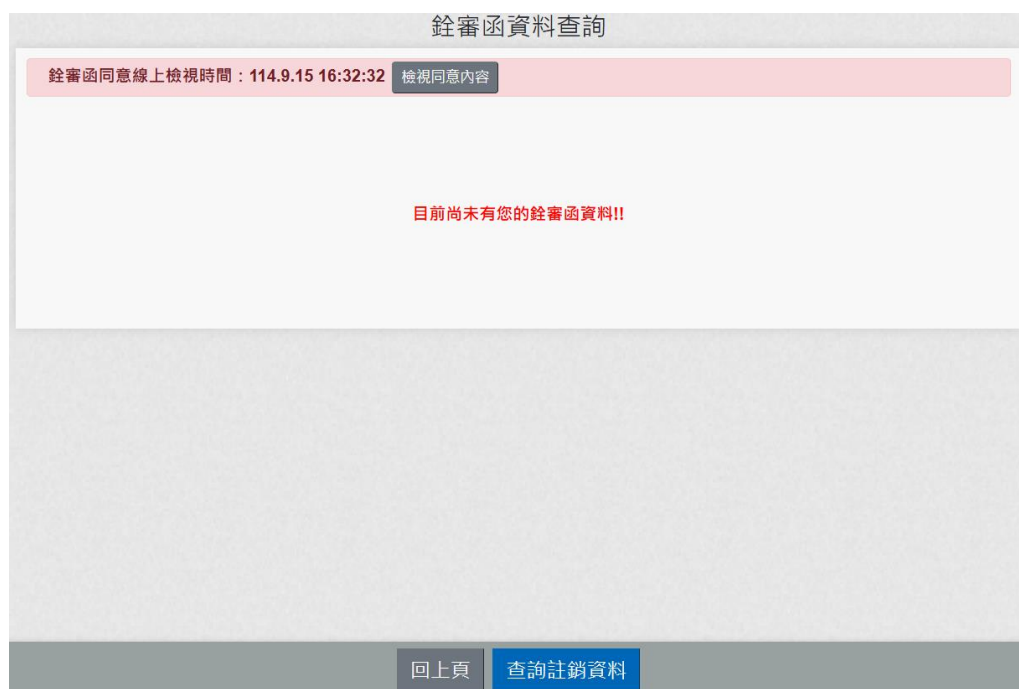 銓審函資料查詢
銓審函同意線上檢視時間：114.9.15 16:32:32 檢視同意內容
目前尚未有您的銓審函資料!!
回上頁 查詢註銷資料